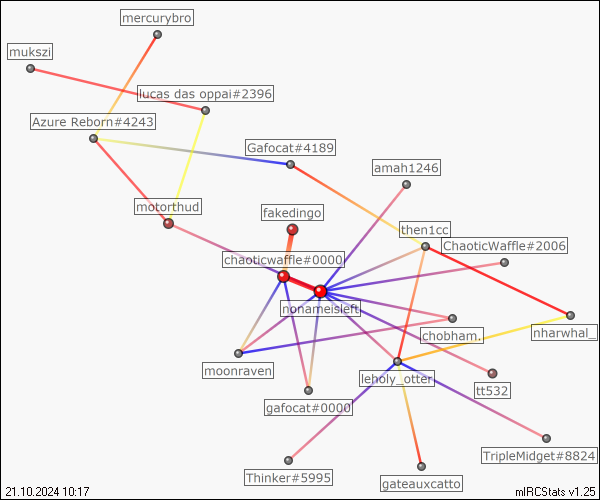 mercurybro
mukszi
lucas das oppai#2396
Azure Reborn#4243
Gafocat#4189
amah1246
motorthud
fakedingo
then1cc
ChaoticWaffle#2006
chaoticwaffle#0000
nonameisleft
chobham.
nharwhal_
moonraven
leholy_otter
tt532
gafocat#0000
TripleMidget#8824
Thinker#5995
gateauxcatto
21.10.2024 10:17
mIRCStats v1.25